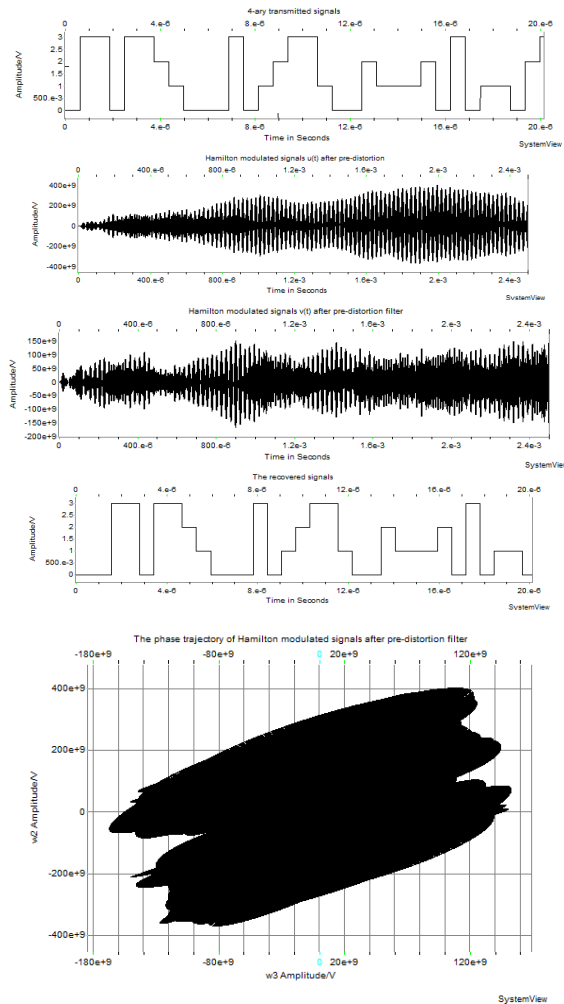 4-ary transmitted signals
0 4.e-6 8.e-6 12.e-6 16.e-6 20.e-6
Amplitude/V
3
2.5
2
1.5
1
500.e-3
0
0 4.e-6 8.e-6 12.e-6 16.e-6 20.e-6
Time in Seconds
SystemView
Hamilton modulated signals u(t) after pre-distortion
0 400.e-6 800.e-6 1.2e-3 1.6e-3 2.e-3 2.4e-3
Amplitude/V
400e+9
200e+9
0
-200e+9
-400e+9
0 400.e-6 800.e-6 1.2e-3 1.6e-3 2.e-3 2.4e-3
Time in Seconds
SystemView
Hamilton modulated signals v(t) after pre-distortion filter
0 400.e-6 800.e-6 1.2e-3 1.6e-3 2.e-3 2.4e-3
Amplitude/V
150e+9
100e+9
50e+9
0
-50e+9
-100e+9
-150e+9
-200e+9
0 400.e-6 800.e-6 1.2e-3 1.6e-3 2.e-3 2.4e-3
Time in Seconds
SystemView
The recovered signals
0 4.e-6 8.e-6 12.e-6 16.e-6 20.e-6
Amplitude/V
3
2.5
2
1.5
1
500.e-3
0
0 4.e-6 8.e-6 12.e-6 16.e-6 20.e-6
Time in Seconds
SystemView
The phase trajectory of Hamilton modulated signals after pre-distortion filter
-180e+9 -80e+9 0 20e+9 120e+9
w2 Amplitude/V
400e+9
200e+9
0
-200e+9
-400e+9
-180e+9 -80e+9 0 20e+9 120e+9
w3 Amplitude/V
SystemView